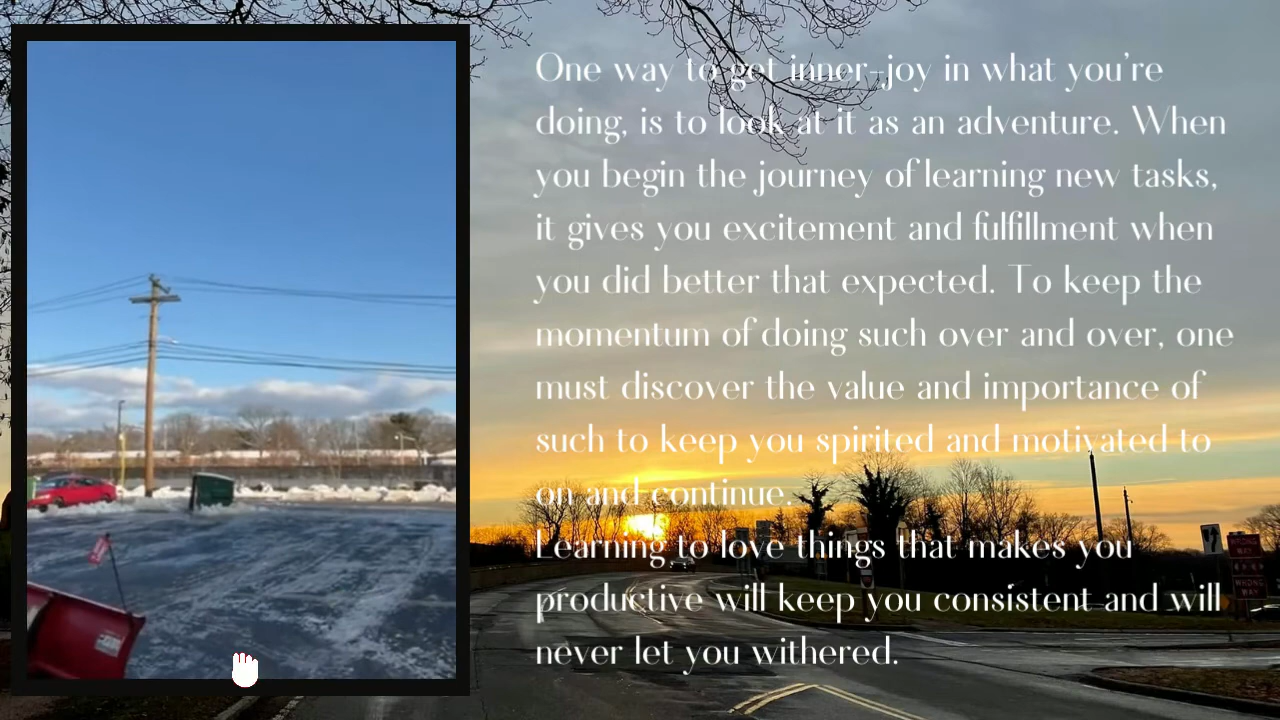 One way to get inner-joy in what you're
doing, is to look at it as an adventure. When
you begin the journey of learning new tasks,
it gives you excitement and fulfillment when
you did better that expected. To keep the
momentum of doing such over and over, one
must discover the value and importance of
such to keep you spirited and motivated to
on and continue.
Learning to love things that makes you
productive will keep you consistent and will
never let you withered.
WRONG
WAY